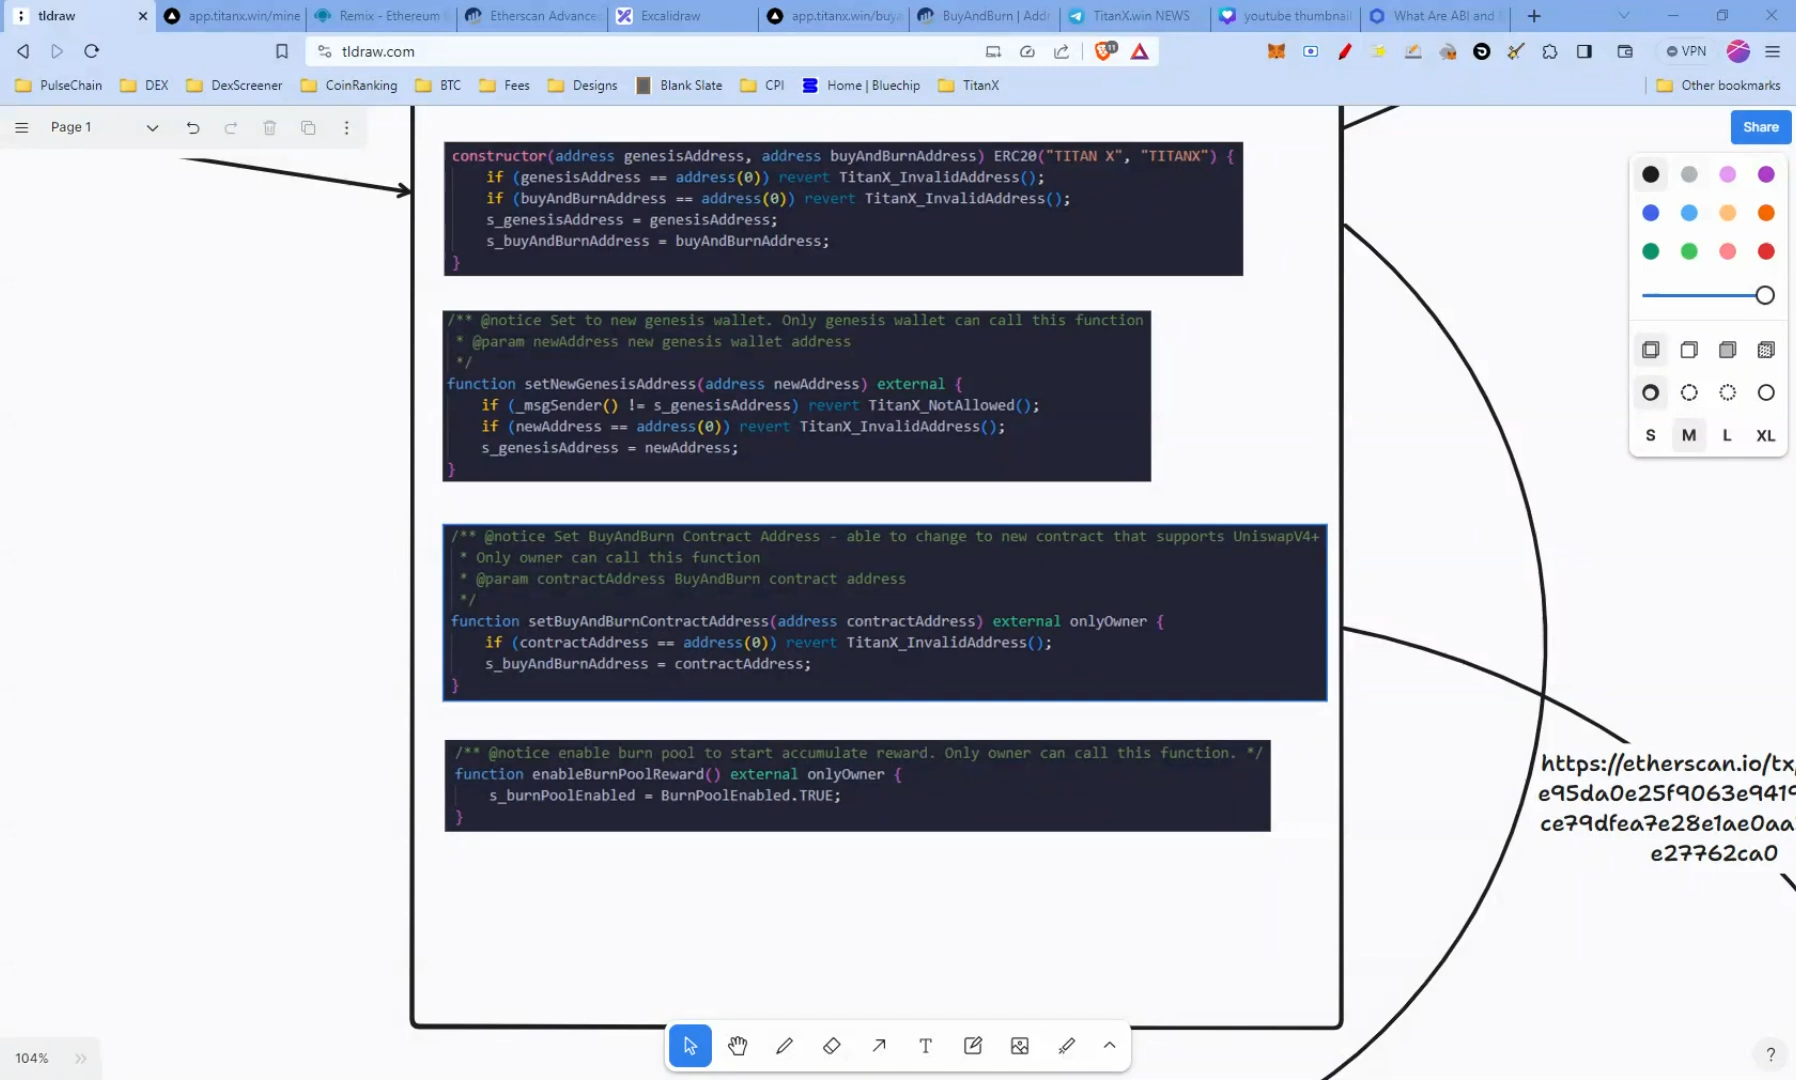 tldraw
app.titanx.win/mine
Remix - Ethereum
Etherscan Advance
Excalidraw
app.titanx.win/buya
BuyAndBurn | Add
TitanX.win NEWS
youtube thumbnail
What Are ABI and
tldraw.com
11
VPN
PulseChain
DEX
DexScreener
CoinRanking
BTC
Fees
Designs
Blank Slate
CPI
Home | Bluechip
TitanX
Other bookmarks
Page 1
Share
constructor(address genesisAddress, address buyAndBurnAddress) ERC20("TITAN X", "TITANX") {
if (genesisAddress == address(0)) revert TitanX_InvalidAddress();
if (buyAndBurnAddress == address(0)) revert TitanX_InvalidAddress();
s_genesisAddress = genesisAddress;
s_buyAndBurnAddress = buyAndBurnAddress;
}
/** @notice Set to new genesis wallet. Only genesis wallet can call this function
* @param newAddress new genesis wallet address
*/
function setNewGenesisAddress(address newAddress) external {
if (_msgSender() != s_genesisAddress) revert TitanX_NotAllowed();
if (newAddress == address(0)) revert TitanX_InvalidAddress();
s_genesisAddress = newAddress;
}
/** @notice Set BuyAndBurn Contract Address - able to change to new contract that supports UniswapV4+
* Only owner can call this function
* @param contractAddress BuyAndBurn contract address
*/
function setBuyAndBurnContractAddress(address contractAddress) external onlyOwner {
if (contractAddress == address(0)) revert TitanX_InvalidAddress();
s_buyAndBurnAddress = contractAddress;
}
/** @notice enable burn pool to start accumulate reward. Only owner can call this function. */
function enableBurnPoolReward() external onlyOwner {
s_burnPoolEnabled = BurnPoolEnabled.TRUE;
}
https://etherscan.io/tx/
e95da0e25f9063e9419
ce79dfea7e28e1ae0aa
e27762ca0
S M L XL
104%
?